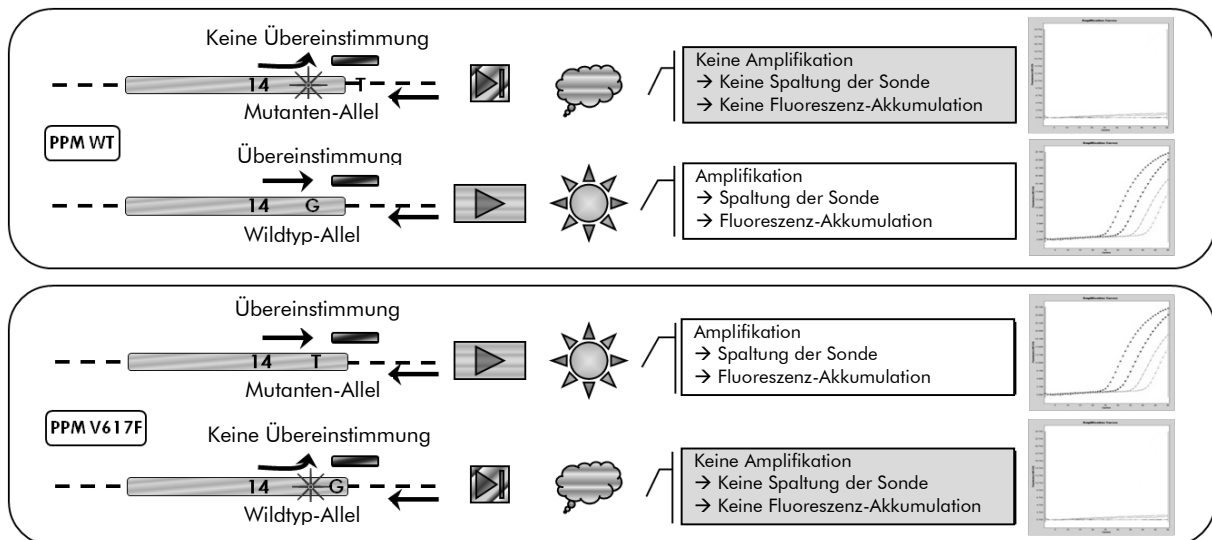 Keine Übereinstimmung
14
T
Mutanten-Allel
Keine Amplifikation
→ Keine Spaltung der Sonde
→ Keine Fluoreszenz-Akkumulation
PPM WT
Übereinstimmung
14 G
Wildtyp-Allel
Amplifikation
→ Spaltung der Sonde
→ Fluoreszenz-Akkumulation
Übereinstimmung
14 T
Mutanten-Allel
Amplifikation
→ Spaltung der Sonde
→ Fluoreszenz-Akkumulation
PPM V617F
Keine Übereinstimmung
14 G
Wildtyp-Allel
Keine Amplifikation
→ Keine Spaltung der Sonde
→ Keine Fluoreszenz-Akkumulation